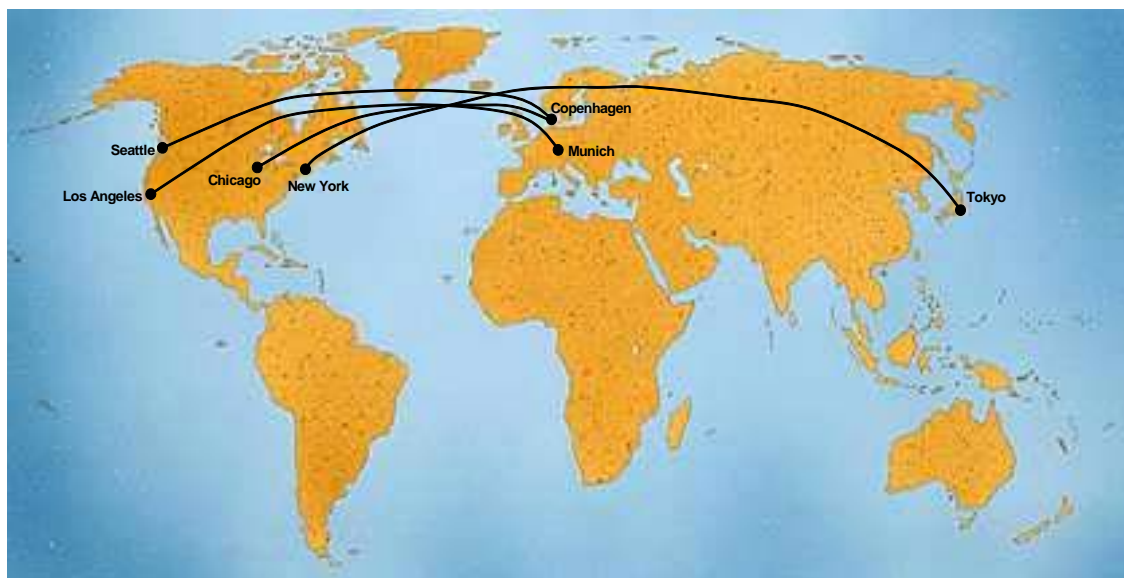 Copenhagen
Seattle
Munich
Chicago
New York
Los Angeles
Tokyo